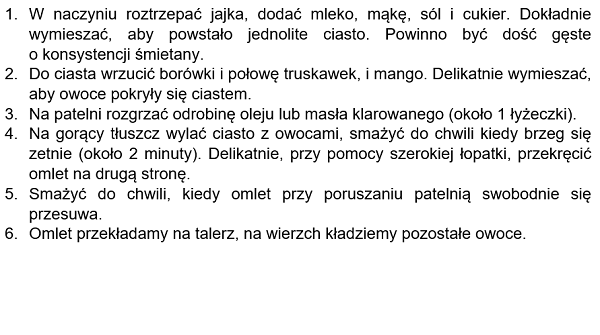 1. W naczyniu roztrzepać jajka, dodać mleko, mąkę, sól i cukier. Dokładnie
wymieszać, aby powstało jednolite ciasto. Powinno być dość gęste
o konsystencji śmietany.
2. Do ciasta wrzucić borówki i połowę truskawek, i mango. Delikatnie wymieszać,
aby owoce pokryły się ciastem.
3. Na patelni rozgrzać odrobinę oleju lub masła klarowanego (około 1 łyżeczki).
4. Na gorący tłuszcz wylać ciasto z owocami, smażyć do chwili kiedy brzeg się
zetnie (około 2 minuty). Delikatnie, przy pomocy szerokiej łopatki, przekręcić
omlet na drugą stronę.
5. Smażyć do chwili, kiedy omlet przy poruszaniu patelnią swobodnie się
przesuwa.
6. Omlet przekładamy na talerz, na wierzch kładziemy pozostałe owoce.